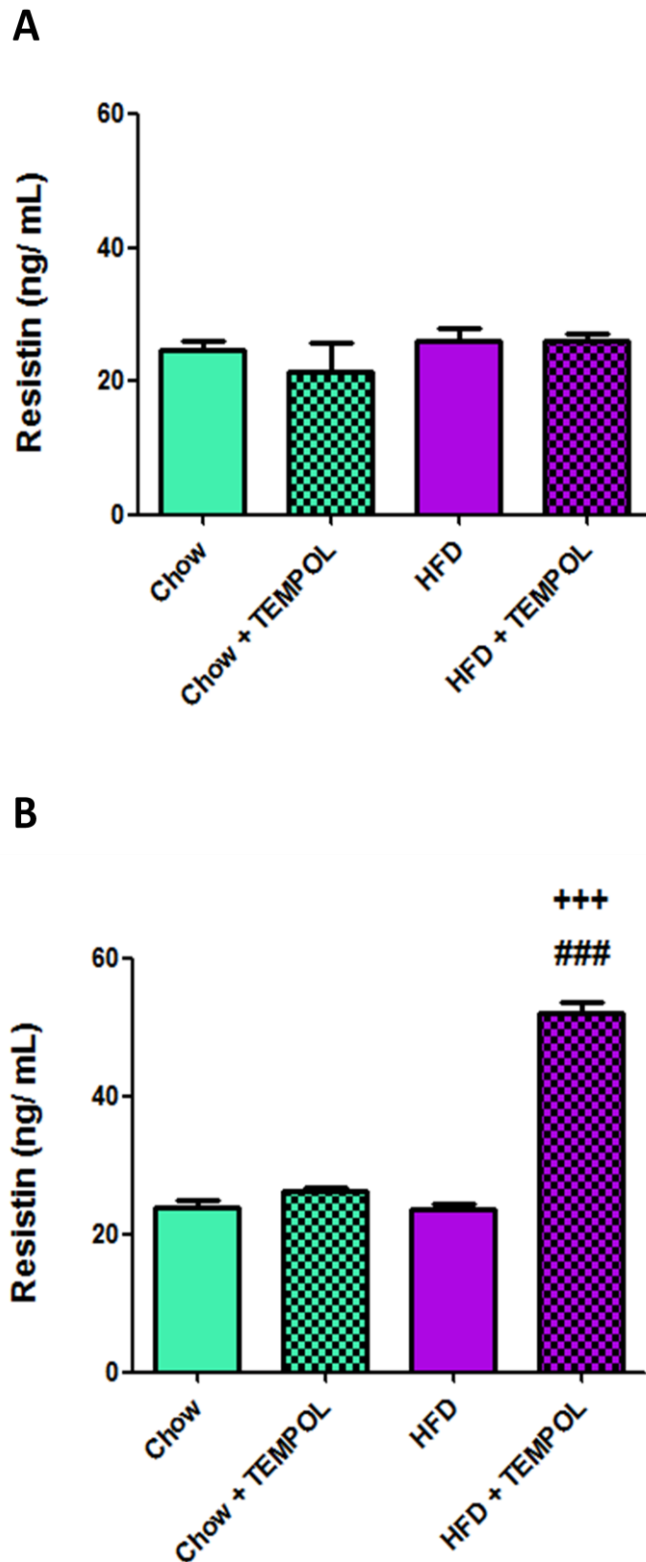 A
Resistin (ng/ mL)
60
40
20
0
Chow
Chow + TEMPOL
HFD
HFD + TEMPOL
B
+++
###
Resistin (ng/ mL)
60
40
20
0
Chow
Chow + TEMPOL
HFD
HFD + TEMPOL